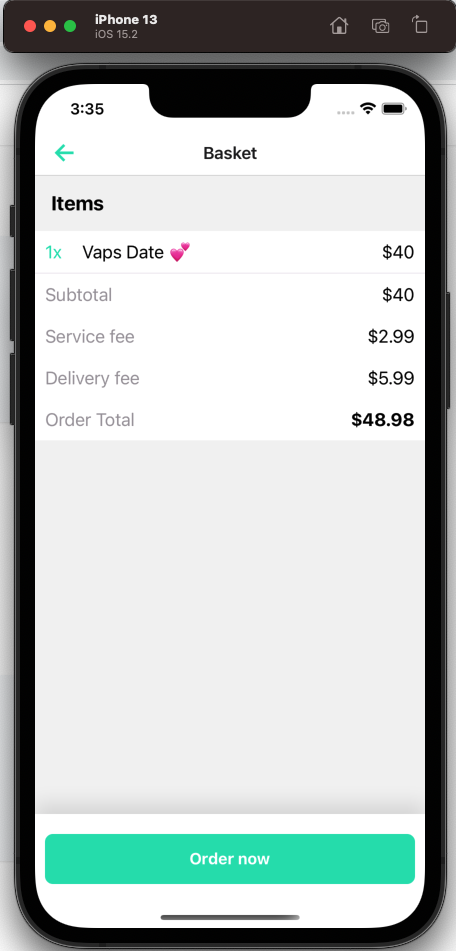 iPhone 13
iOS 15.2
3:35
Basket
Items
1x Vaps Date 💕 $40
Subtotal $40
Service fee $2.99
Delivery fee $5.99
Order Total $48.98
Order now